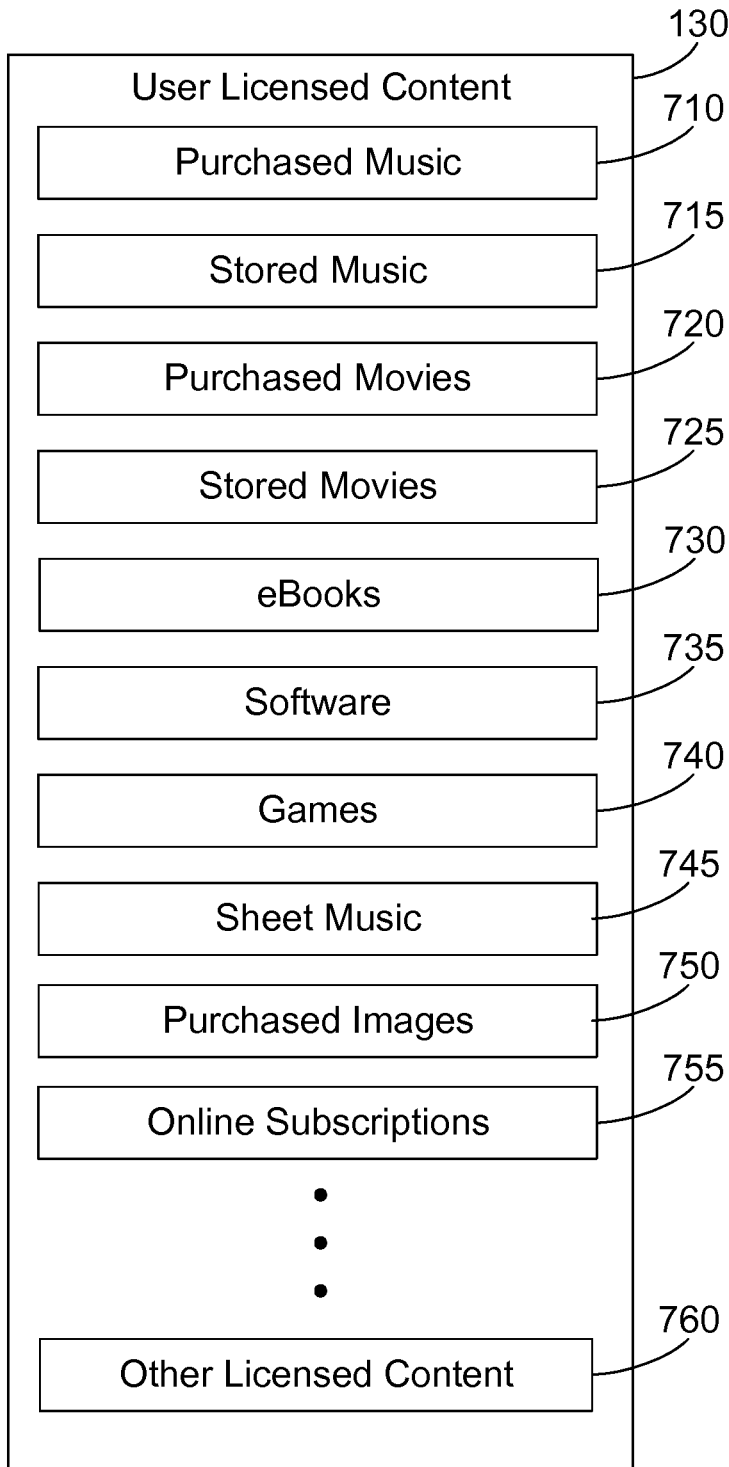 130
User Licensed Content
710
Purchased Music
715
Stored Music
720
Purchased Movies
725
Stored Movies
730
eBooks
735
Software
740
Games
745
Sheet Music
750
Purchased Images
755
Online Subscriptions
760
Other Licensed Content